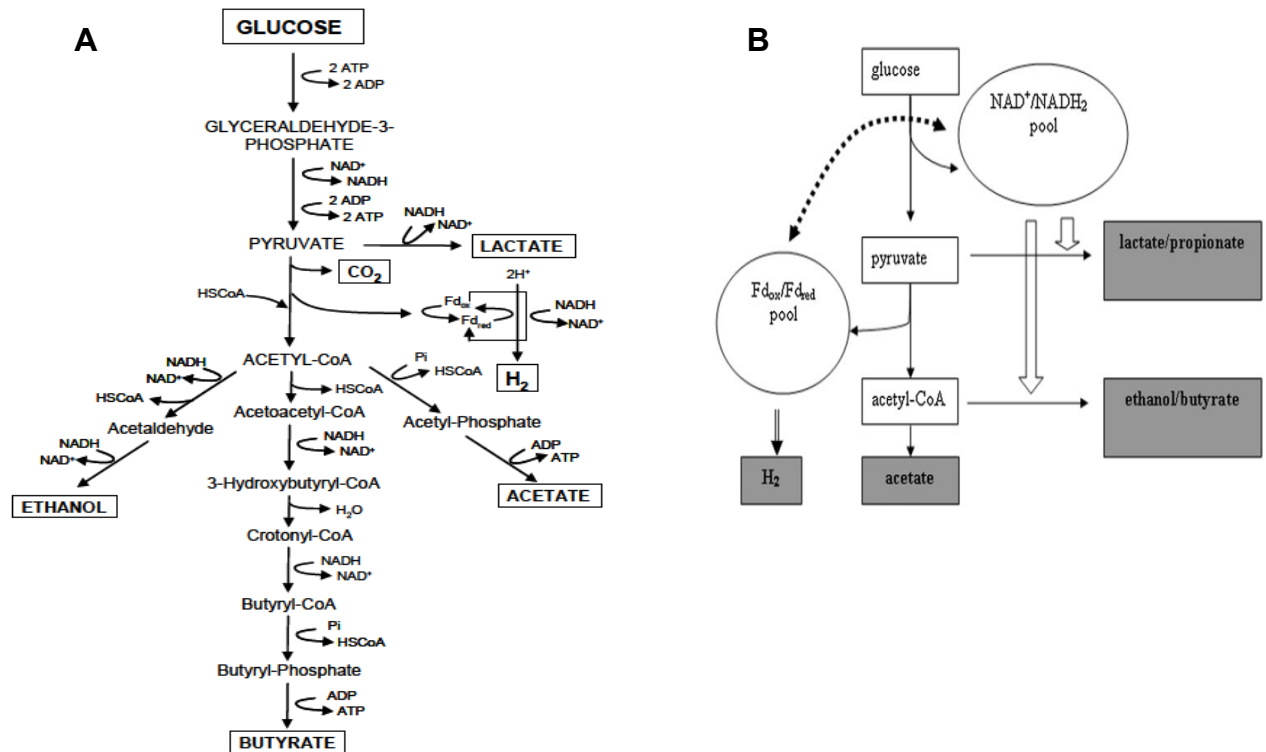 A
GLUCOSE
2 ATP
2 ADP
GLYCERALDEHYDE-3-
PHOSPHATE
NAD⁺
NADH
2 ADP
2 ATP
NADH
NAD⁺
PYRUVATE
LACTATE
CO₂
2H⁺
HSCoA
Fd_ox
Fd_red
NADH
NAD⁺
ACETYL-CoA
H₂
NADH
NAD⁺
HSCoA
Pi
HSCoA
HSCoA
Acetaldehyde
Acetoacetyl-CoA
Acetyl-Phosphate
NADH
NAD⁺
NADH
NAD⁺
ADP
ATP
3-Hydroxybutyryl-CoA
ETHANOL
ACETATE
H₂O
Crotonyl-CoA
NADH
NAD⁺
Butyryl-CoA
Pi
HSCoA
Butyryl-Phosphate
ADP
ATP
BUTYRATE
B
glucose
NAD⁺/NADH₂
pool
pyruvate
lactate/propionate
Fd_ox/Fd_red
pool
acetyl-CoA
ethanol/butyrate
H₂
acetate